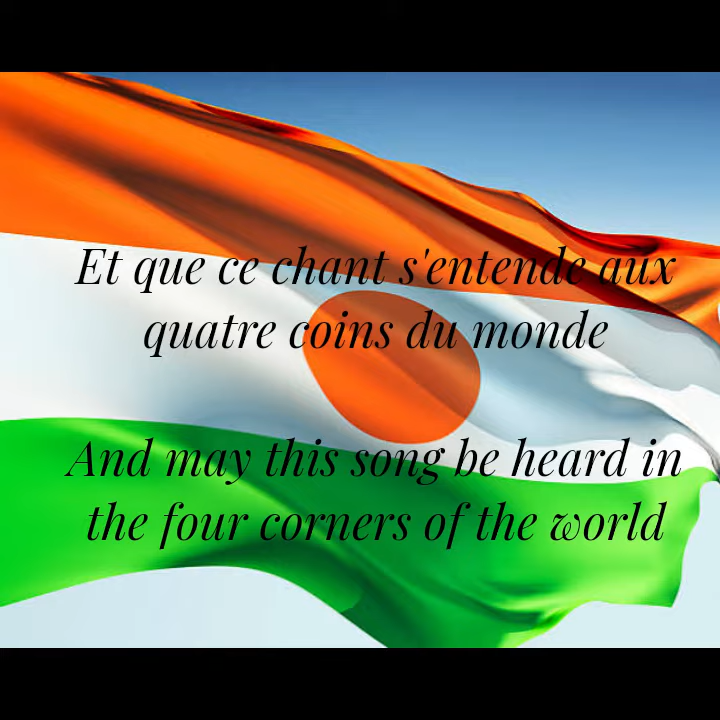 Et que ce chant s'entende aux
quatre coins du monde
And may this song be heard in
the four corners of the world